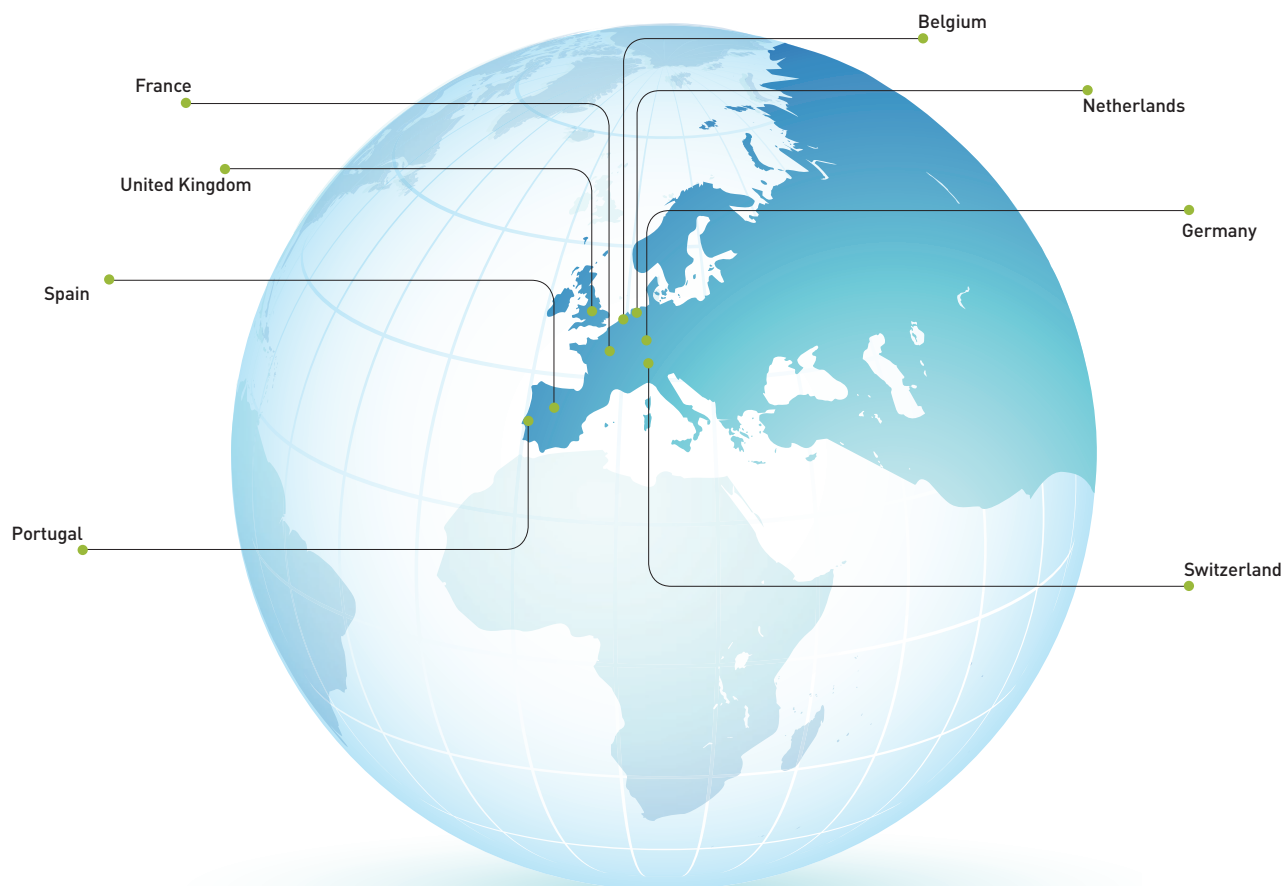 Belgium
France
Netherlands
United Kingdom
Germany
Spain
Portugal
Switzerland